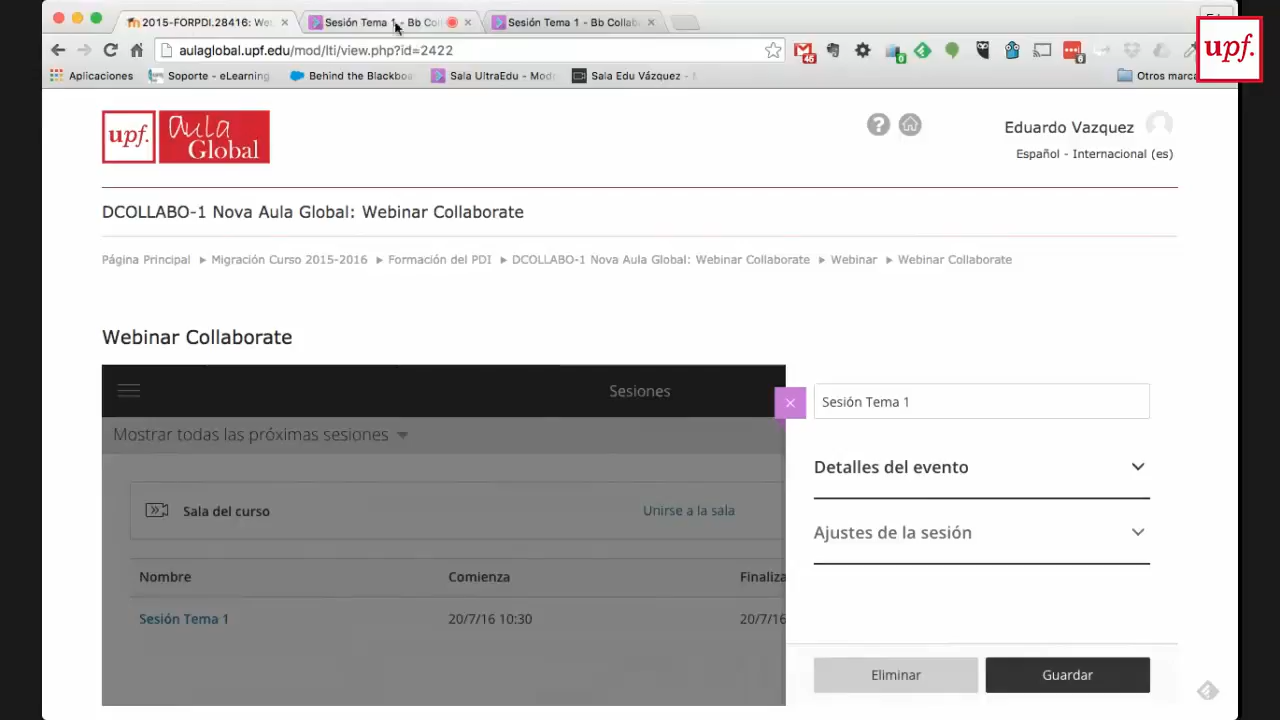 2015-FORPDI.28416: We
Sesión Tema 1 - Bb Col
Sesión Tema 1 - Bb Collab
aulaglobal.upf.edu/mod/lti/view.php?id=2422
Aplicaciones
Soporte - eLearning
Behind the Blackboa
Sala UltraEdu - Mod
Sala Edu Vázquez -
Otros marca
upf.
upf.
Aula
Global
Eduardo Vazquez
Español - Internacional (es)
DCOLLABO-1 Nova Aula Global: Webinar Collaborate
Página Principal ► Migración Curso 2015-2016 ► Formación del PDI ► DCOLLABO-1 Nova Aula Global: Webinar Collaborate ► Webinar ► Webinar Collaborate
Webinar Collaborate
Sesiones
Mostrar todas las próximas sesiones
Sala del curso
Unirse a la sala
Nombre
Comienza
Finaliza
Sesión Tema 1
20/7/16 10:30
20/7/16
Sesión Tema 1
Detalles del evento
Ajustes de la sesión
Eliminar
Guardar